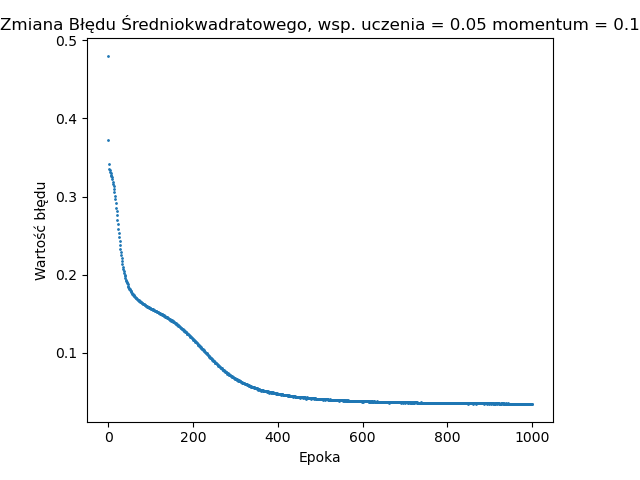 Zmiana Błędu Średniokwadratowego, wsp. uczenia = 0.05 momentum = 0.1
0.5
0.4
0.3
0.2
0.1
Wartość błędu
0 200 400 600 800 1000
Epoka